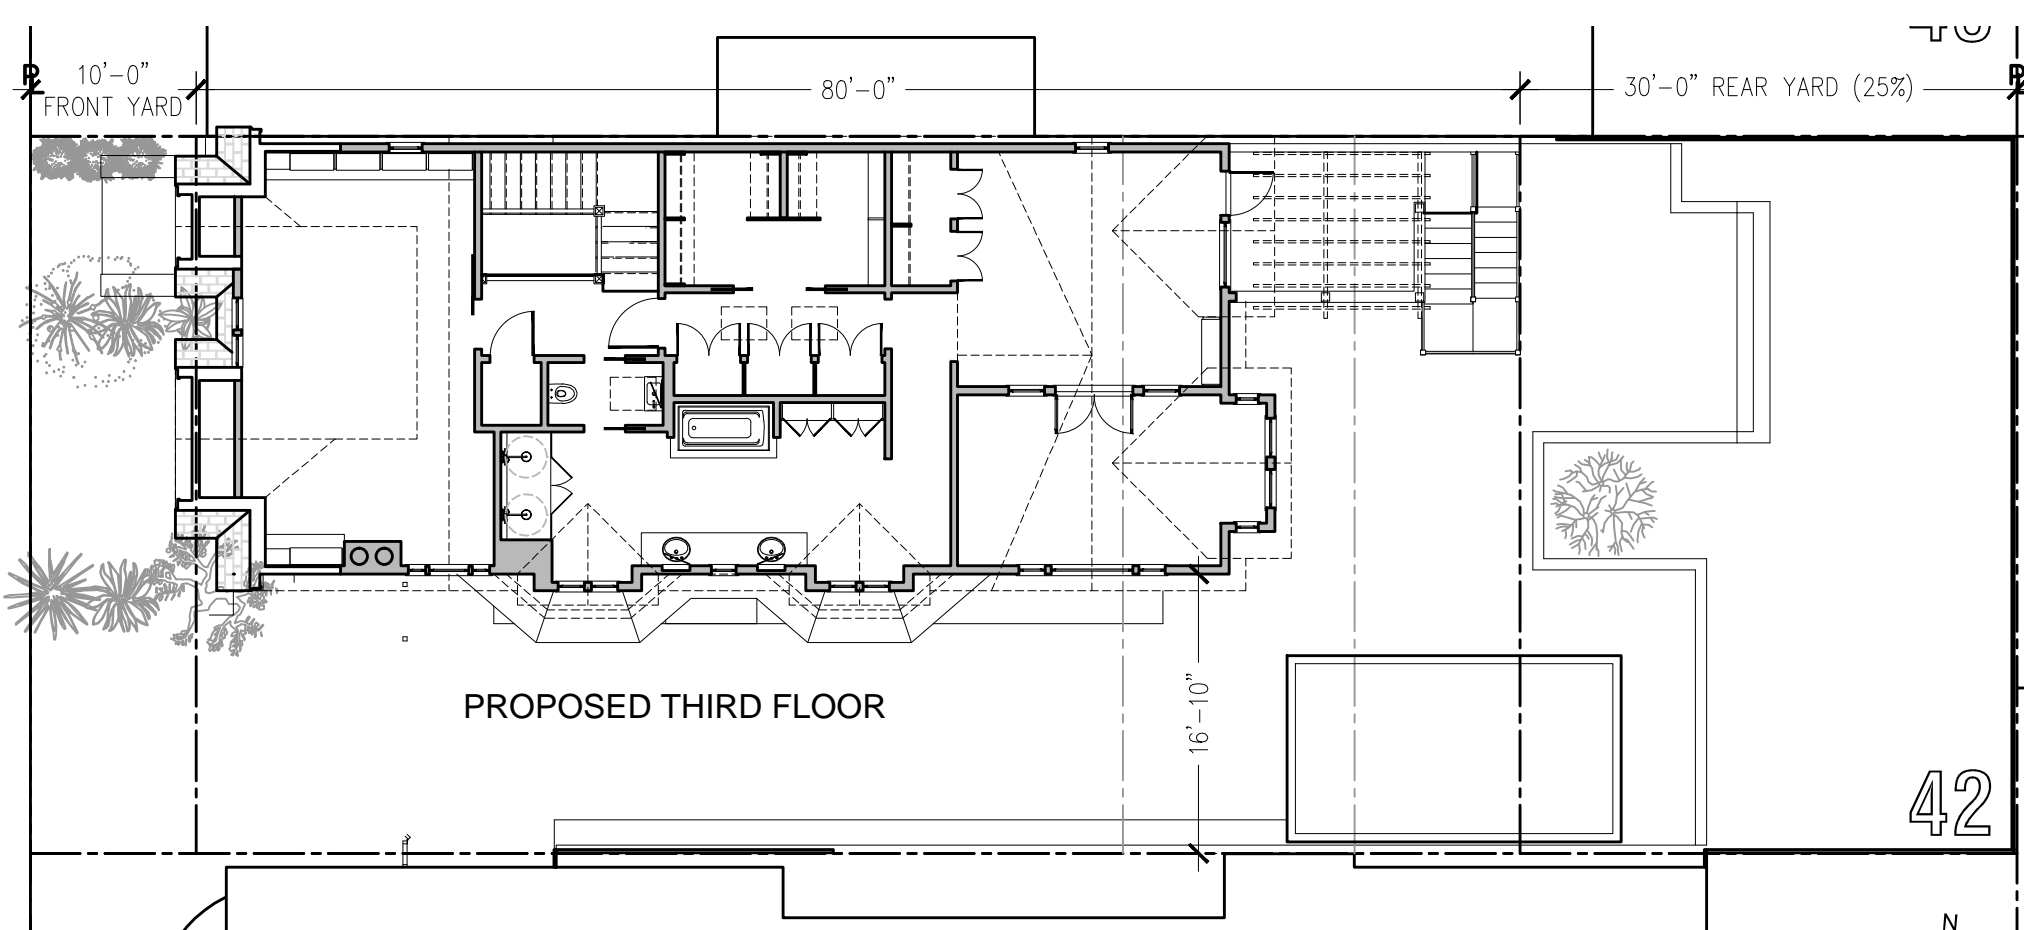 P
10'-0"
FRONT YARD
80'-0"
30'-0" REAR YARD (25%)
P
PROPOSED THIRD FLOOR
16'-10"
42
N